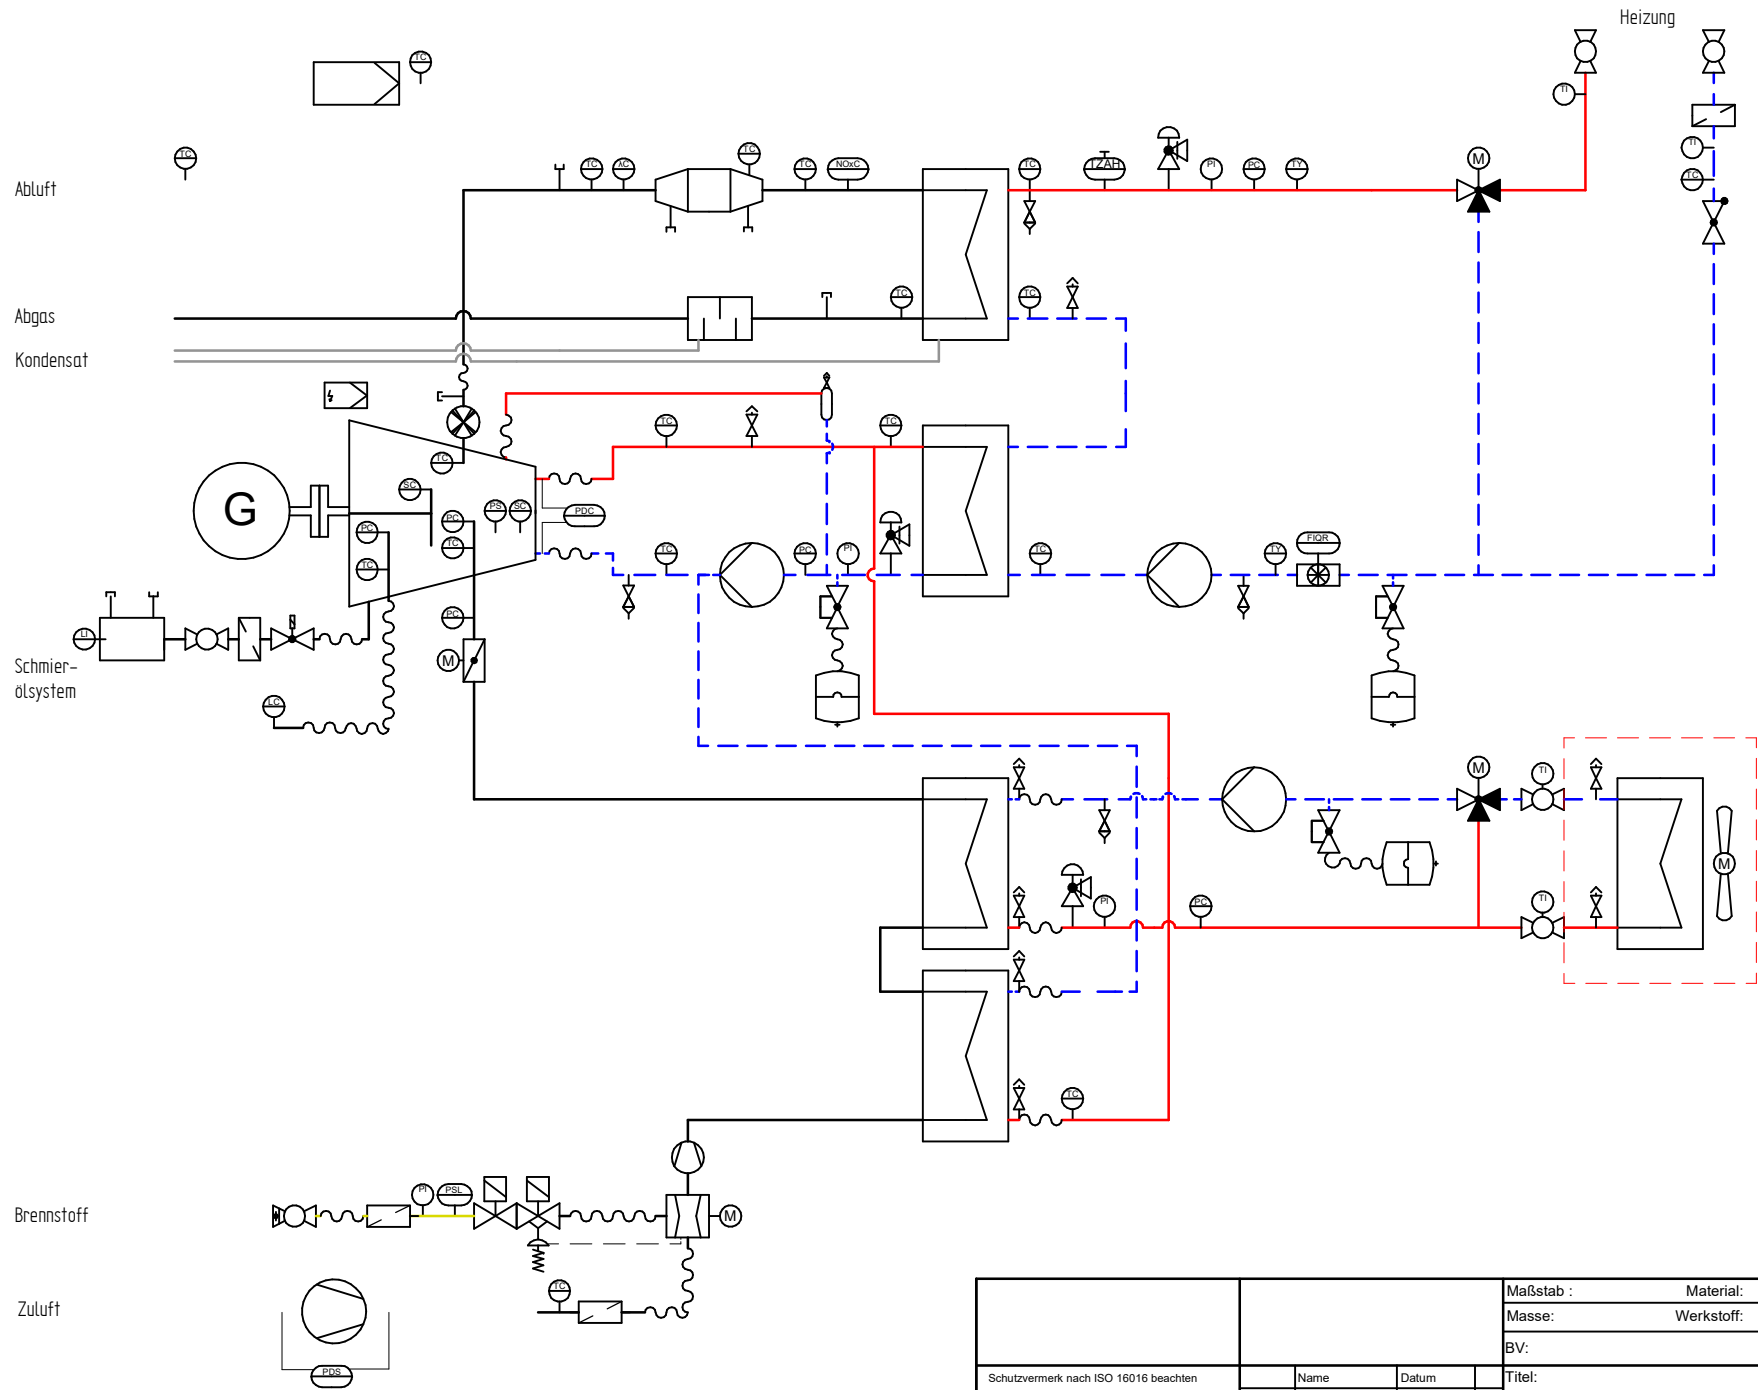 Heizung
TC
TI
TC
TC
TC
λC
TC
NOxC
TC
TZAH
PI
PC
TY
M
TI
TC
Abluft
Abgas
TC
TC
Kondensat
TC
TC
TC
SC
G
PC
PC
TC
TC
PS
SC
PDC
TC
PC
PI
TC
TY
FIQR
PC
LI
M
Schmier-
ölsystem
LC
M
TI
M
TI
PI
PC
TC
Brennstoff
PI
PSL
M
Zuluft
TC
PDS
Maßstab :
Material:
Masse:
Werkstoff:
BV:
Schutzvermerk nach ISO 16016 beachten
Name
Datum
Titel: